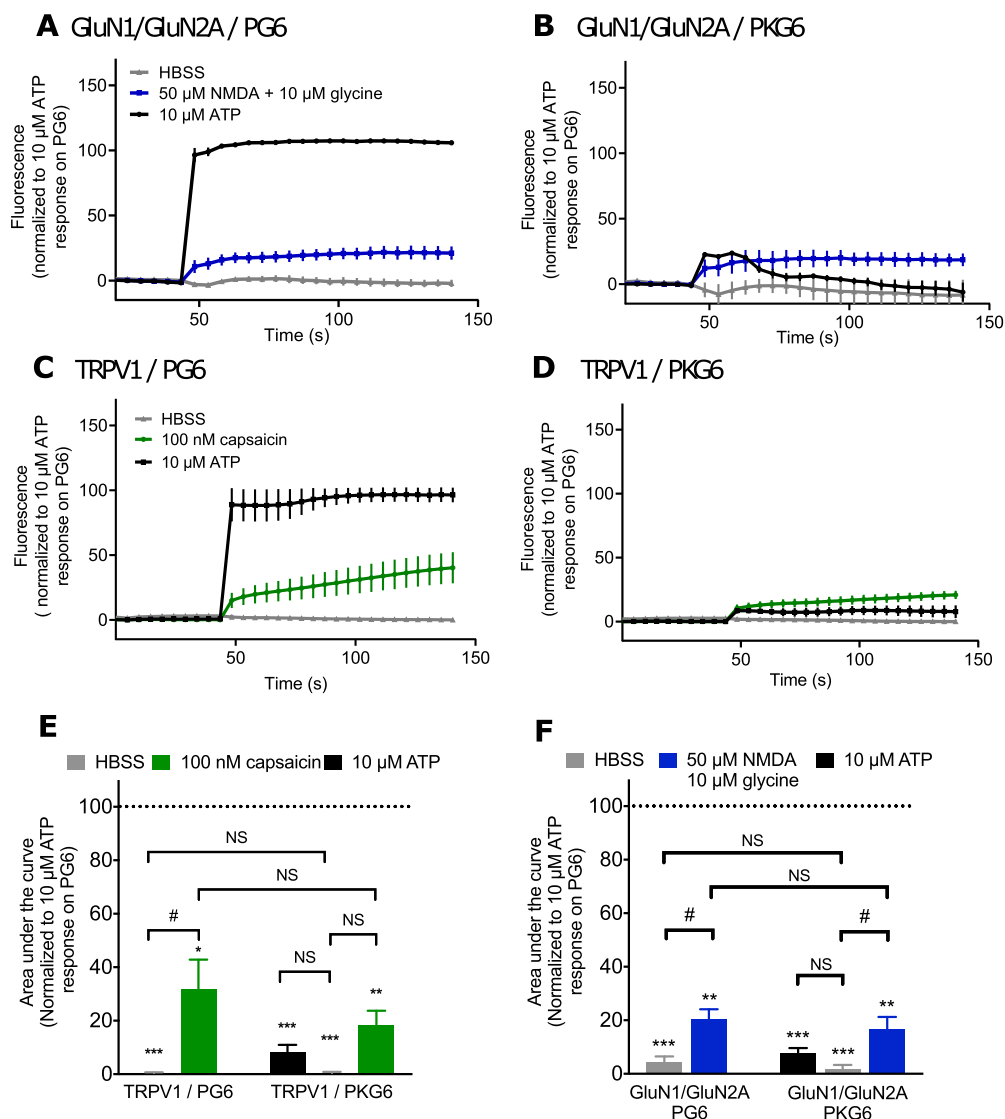 A GluN1/GluN2A / PG6
HBSS
50 µM NMDA + 10 µM glycine
10 µM ATP
Fluorescence
(normalized to 10 µM ATP
response on PG6)
150
100
50
0
50
100
150
Time (s)
B GluN1/GluN2A / PKG6
Fluorescence
(normalized to 10 µM ATP
response on PG6)
150
100
50
0
50
100
150
Time (s)
C TRPV1 / PG6
HBSS
100 nM capsaicin
10 µM ATP
Fluorescence
( normalized to 10 µM ATP
response on PG6)
150
100
50
0
50
100
150
Time (s)
D TRPV1 / PKG6
Fluorescence
(normalized to 10 µM ATP
response on PG6)
150
100
50
0
50
100
150
Time (s)
E
HBSS 100 nM capsaicin 10 µM ATP
Area under the curve
(Normalized to 10 µM ATP
response on PG6)
100
80
60
40
20
0
NS
NS
#
NS
NS
*
**
***
***
***
TRPV1 / PG6
TRPV1 / PKG6
F
HBSS 50 µM NMDA 10 µM ATP
10 µM glycine
Area under the curve
(Normalized to 10 µM ATP
response on PG6)
100
80
60
40
20
0
NS
NS
#
#
NS
**
**
***
***
***
GluN1/GluN2A
PG6
GluN1/GluN2A
PKG6